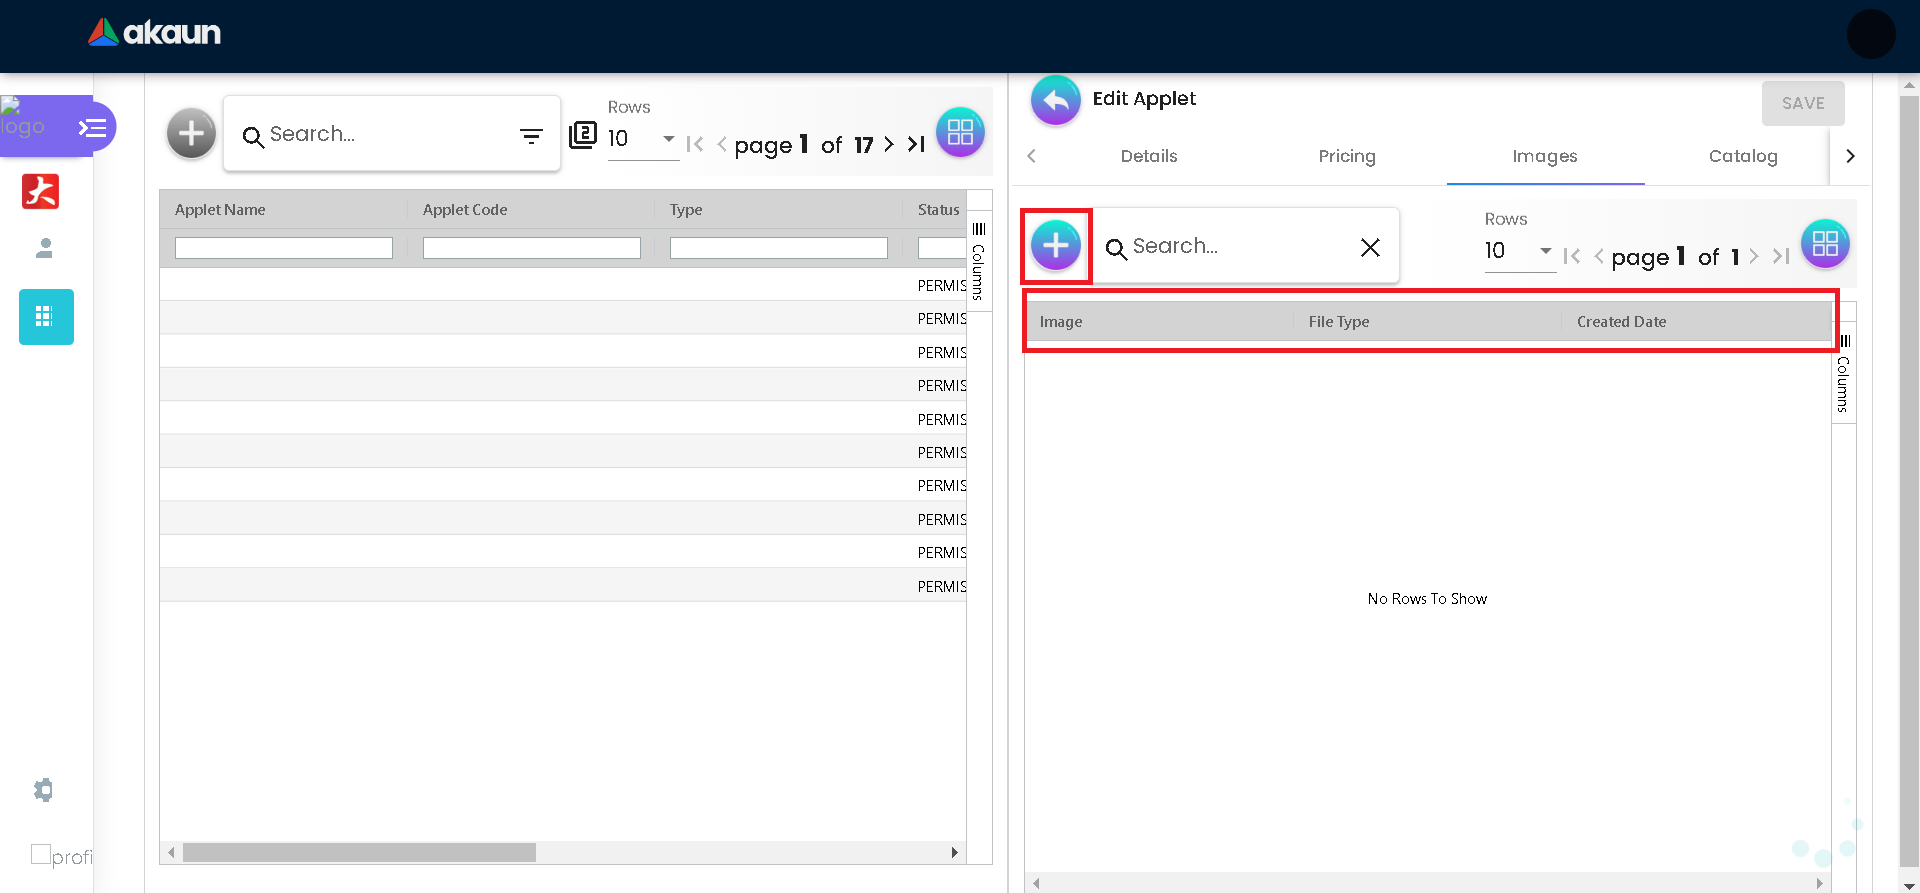 akaun
logo
Search...
2
Rows
10
page 1 of 17
Applet Name
Applet Code
Type
Status
PERMIS
PERMIS
PERMIS
PERMIS
PERMIS
PERMIS
PERMIS
PERMIS
PERMIS
PERMIS
Columns
profi
Edit Applet
SAVE
Details
Pricing
Images
Catalog
Search...
Rows
10
page 1 of 1
Image
File Type
Created Date
Columns
No Rows To Show